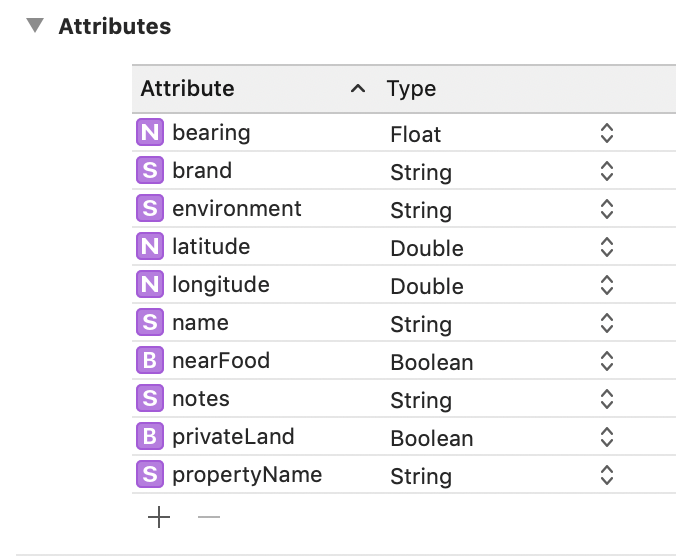 Attributes
Attribute Type
N bearing Float
S brand String
S environment String
N latitude Double
N longitude Double
S name String
B nearFood Boolean
S notes String
B privateLand Boolean
S propertyName String